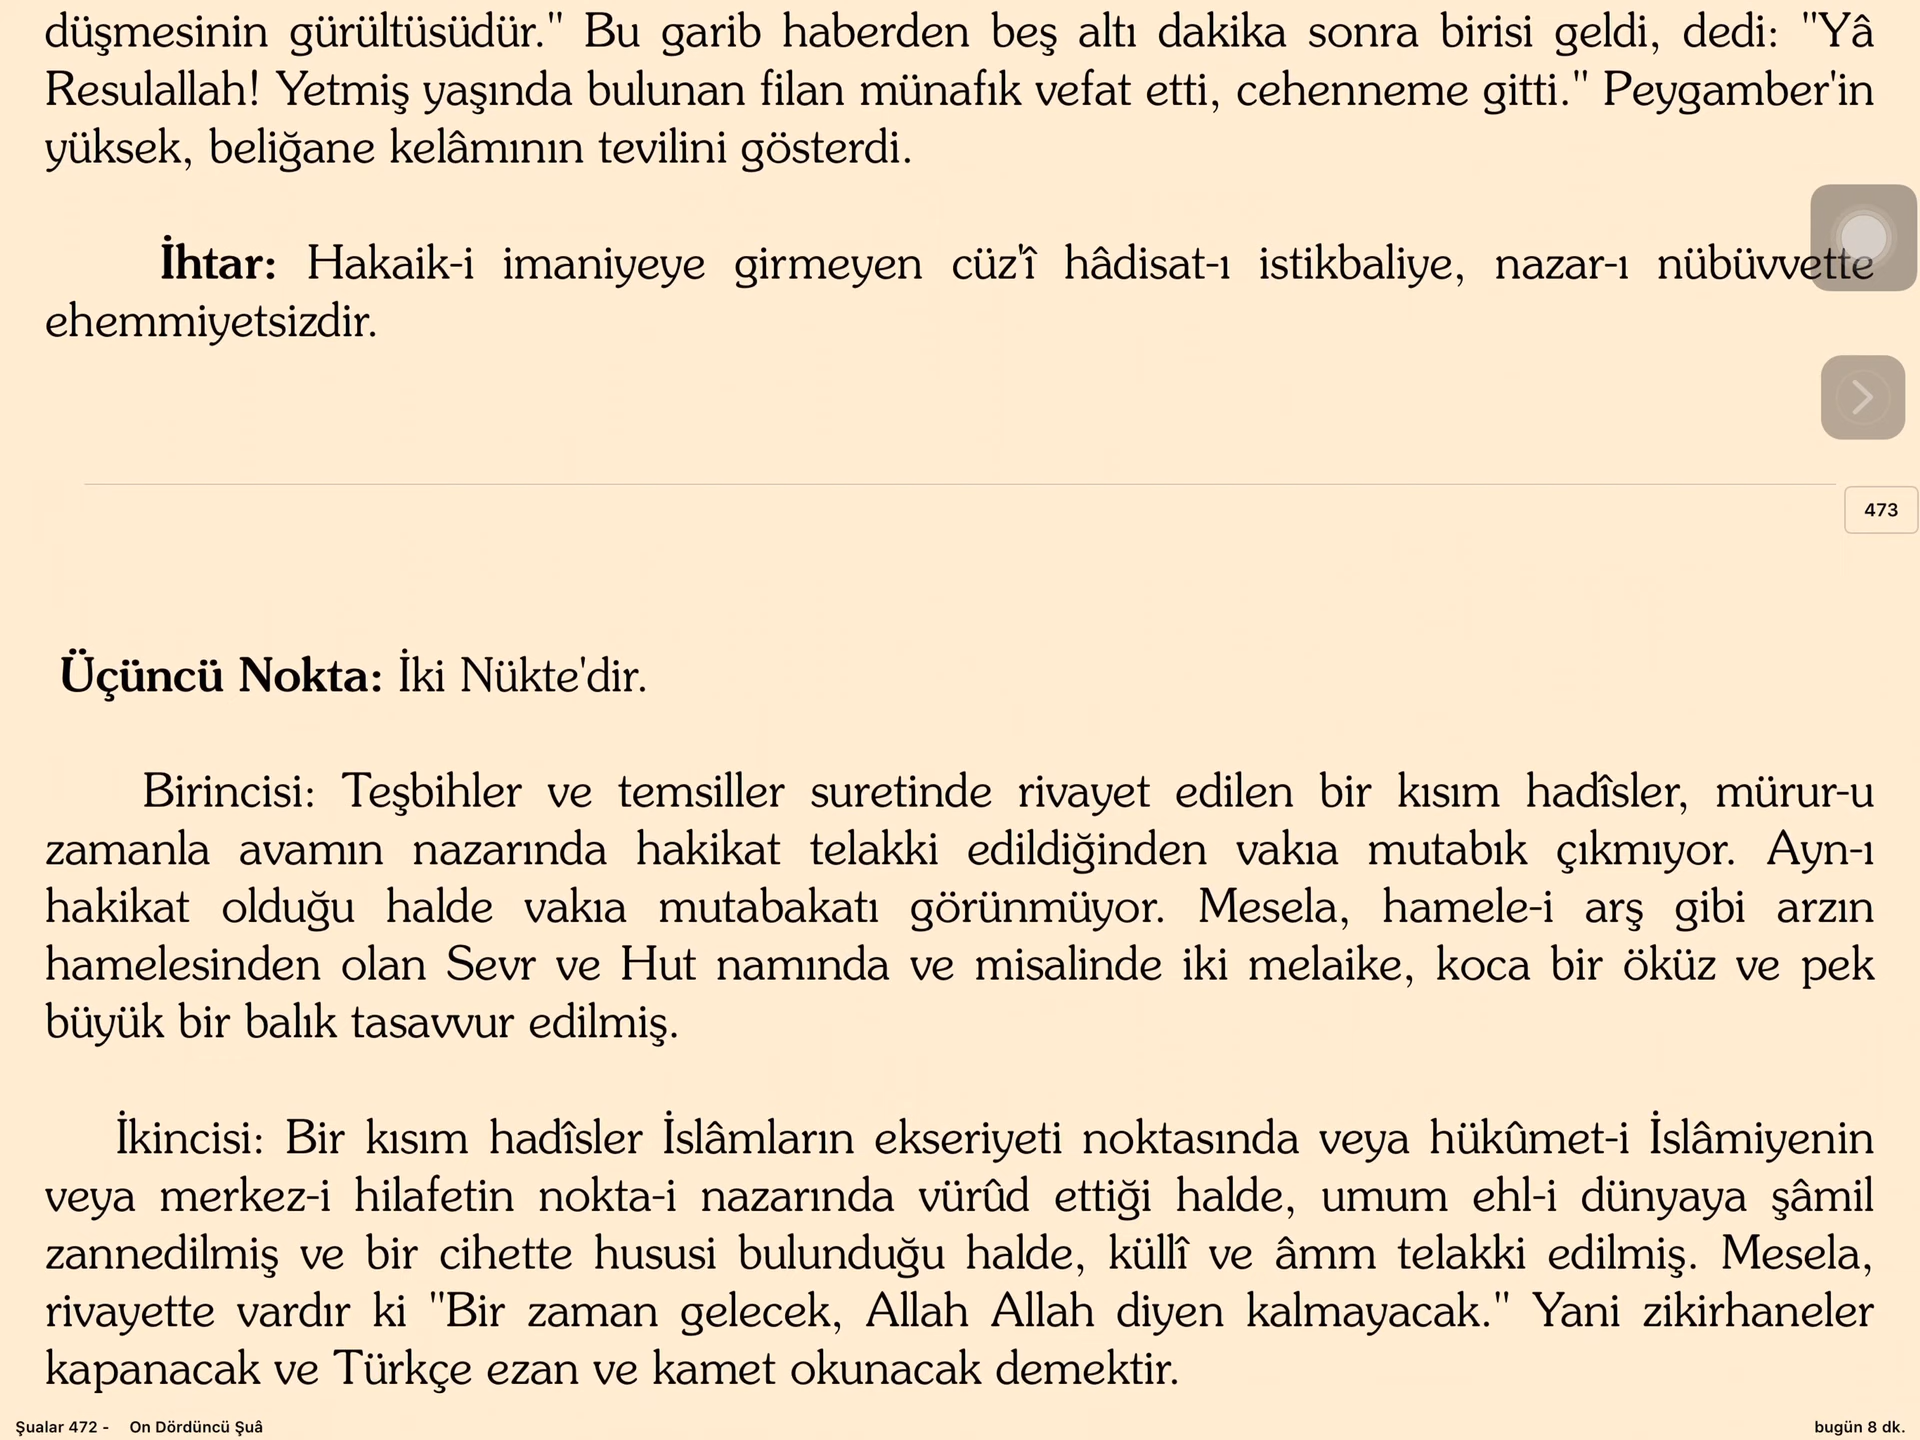 düşmesinin gürültüsüdür." Bu garib haberden beş altı dakika sonra birisi geldi, dedi: "Yâ
Resulallah! Yetmiş yaşında bulunan filan münafık vefat etti, cehenneme gitti." Peygamber'in
yüksek, beliğane kelâmının tevilini gösterdi.
İhtar: Hakaik-i imaniyeye girmeyen cüz'î hâdisat-ı istikbaliye, nazar-ı nübüvvette
ehemmiyetsizdir.
473
Üçüncü Nokta: İki Nükte'dir.
Birincisi: Teşbihler ve temsiller suretinde rivayet edilen bir kısım hadîsler, mürur-u
zamanla avamın nazarında hakikat telakki edildiğinden vakıa mutabık çıkmıyor. Ayn-ı
hakikat olduğu halde vakıa mutabakatı görünmüyor. Mesela, hamele-i arş gibi arzın
hamelesinden olan Sevr ve Hut namında ve misalinde iki melaike, koca bir öküz ve pek
büyük bir balık tasavvur edilmiş.
İkincisi: Bir kısım hadîsler İslâmların ekseriyeti noktasında veya hükûmet-i İslâmiyenin
veya merkez-i hilafetin nokta-i nazarında vürûd ettiği halde, umum ehl-i dünyaya şâmil
zannedilmiş ve bir cihette hususi bulunduğu halde, küllî ve âmm telakki edilmiş. Mesela,
rivayette vardır ki "Bir zaman gelecek, Allah Allah diyen kalmayacak." Yani zikirhaneler
kapanacak ve Türkçe ezan ve kamet okunacak demektir.
Şualar 472 - On Dördüncü Şuâ
bugün 8 dk.